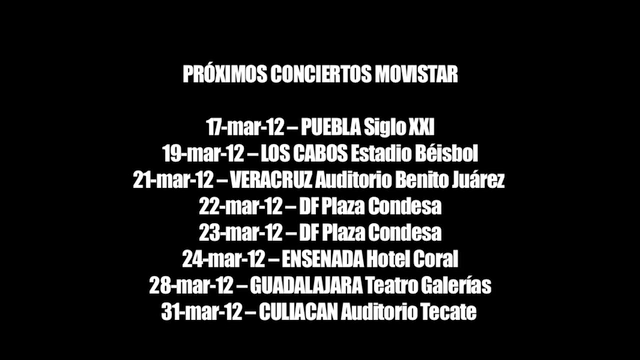 PRÓXIMOS CONCIERTOS MOVISTAR
17-mar-12 – PUEBLA Siglo XXI
19-mar-12 – LOS CABOS Estadio Béisbol
21-mar-12 – VERACRUZ Auditorio Benito Juárez
22-mar-12 – DF Plaza Condesa
23-mar-12 – DF Plaza Condesa
24-mar-12 – ENSENADA Hotel Coral
28-mar-12 – GUADALAJARA Teatro Galerías
31-mar-12 – CULIACAN Auditorio Tecate